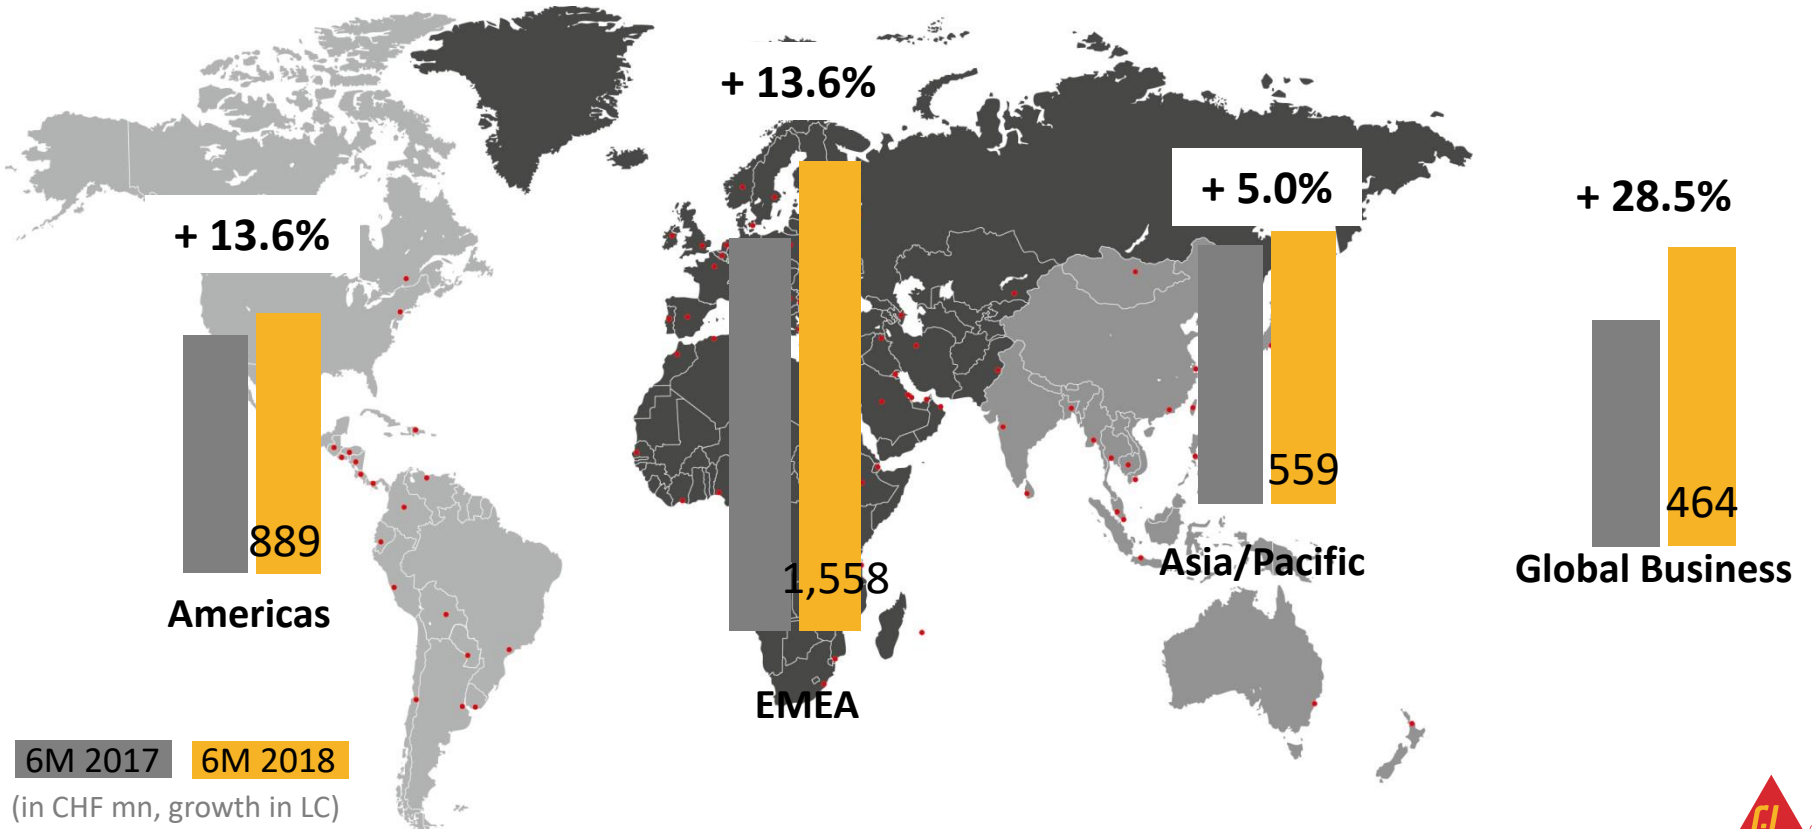 + 13.6%
+ 13.6%
+ 5.0%
+ 28.5%
889
1,558
559
464
Americas
EMEA
Asia/Pacific
Global Business
6M 2017
6M 2018
(in CHF mn, growth in LC)